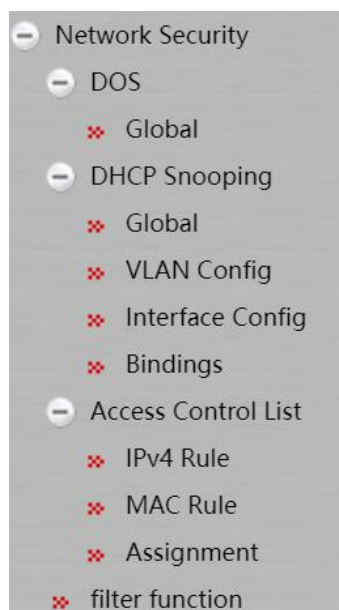 Network Security
DOS
Global
DHCP Snooping
Global
VLAN Config
Interface Config
Bindings
Access Control List
IPv4 Rule
MAC Rule
Assignment
filter function